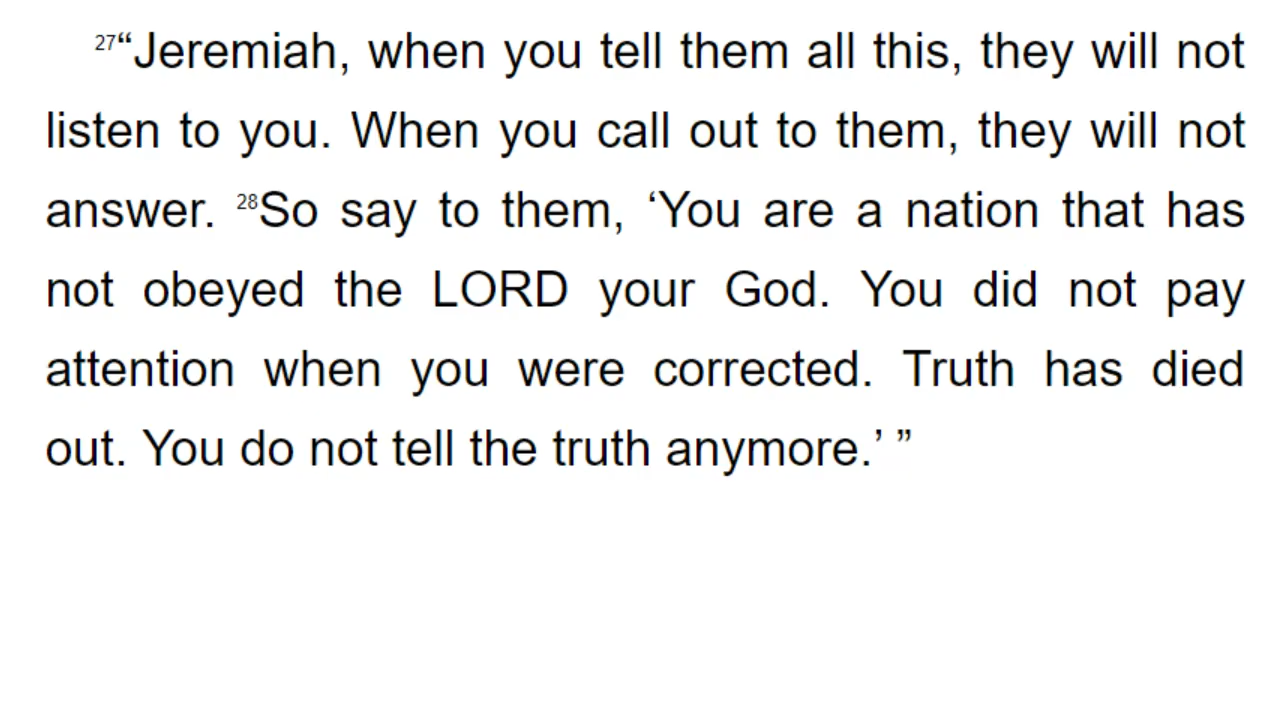 27“Jeremiah, when you tell them all this, they will not
listen to you. When you call out to them, they will not
answer. 28So say to them, ‘You are a nation that has
not obeyed the LORD your God. You did not pay
attention when you were corrected. Truth has died
out. You do not tell the truth anymore.’ ”